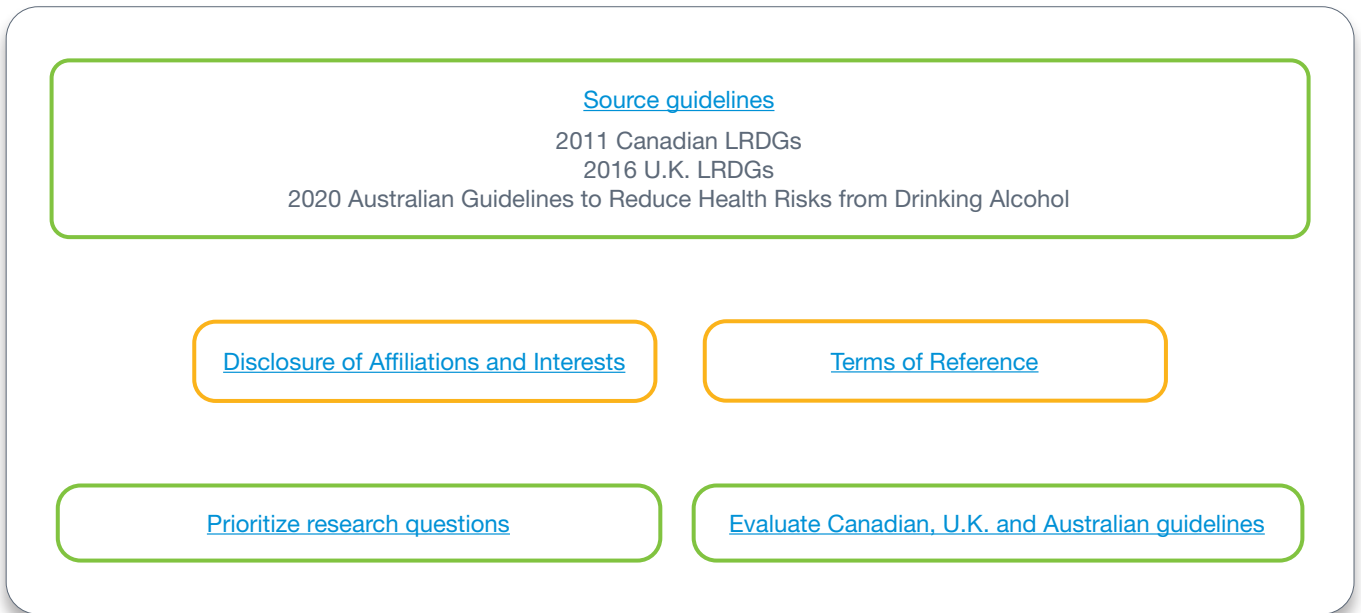 Source guidelines
2011 Canadian LRDGs
2016 U.K. LRDGs
2020 Australian Guidelines to Reduce Health Risks from Drinking Alcohol
Disclosure of Affiliations and Interests
Terms of Reference
Prioritize research questions
Evaluate Canadian, U.K. and Australian guidelines